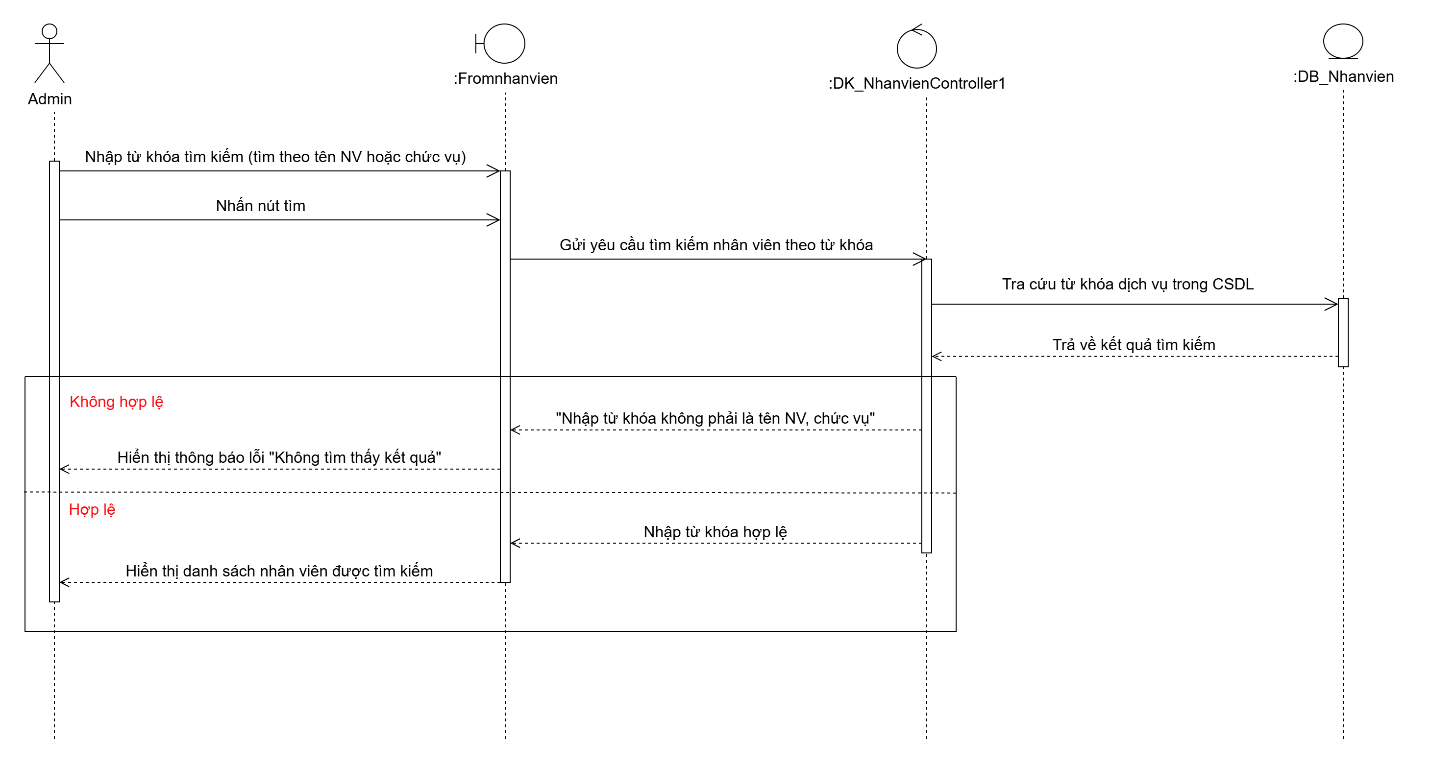 Admin
:Fromnhanvien
:DK_NhanvienController1
:DB_Nhanvien
Nhập từ khóa tìm kiếm (tìm theo tên NV hoặc chức vụ)
Nhấn nút tìm
Gửi yêu cầu tìm kiếm nhân viên theo từ khóa
Tra cứu từ khóa dịch vụ trong CSDL
Trả về kết quả tìm kiếm
Không hợp lệ
"Nhập từ khóa không phải là tên NV, chức vụ"
Hiển thị thông báo lỗi "Không tìm thấy kết quả"
Hợp lệ
Nhập từ khóa hợp lệ
Hiển thị danh sách nhân viên được tìm kiếm